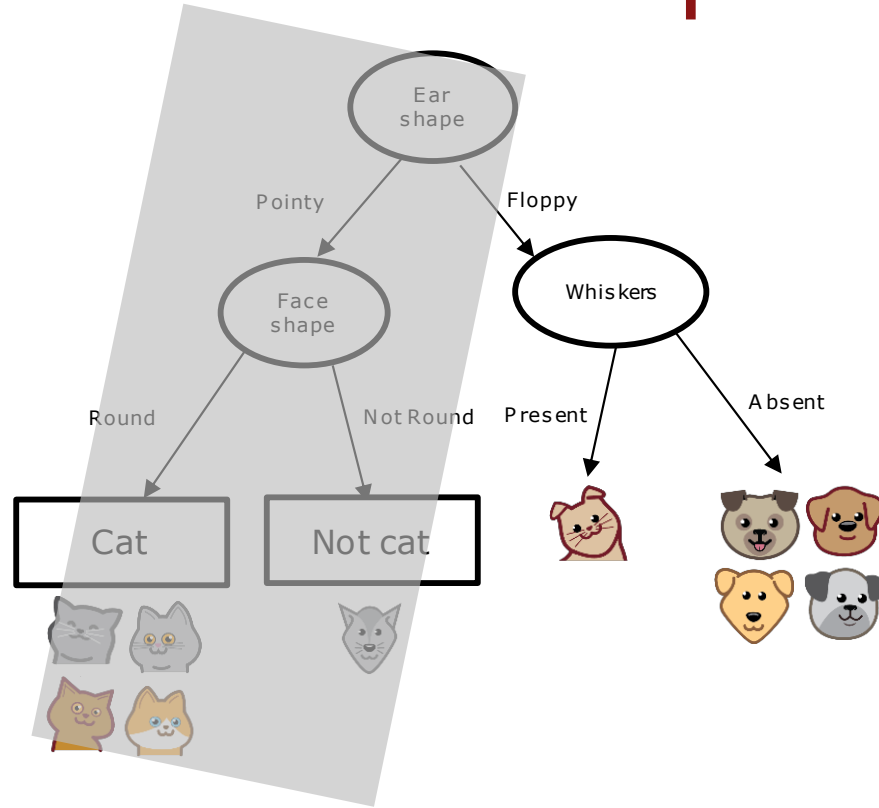 Ear
shape
Pointy
Floppy
Whiskers
Face
shape
Round
Not Round
Present
Absent
Cat
Not cat